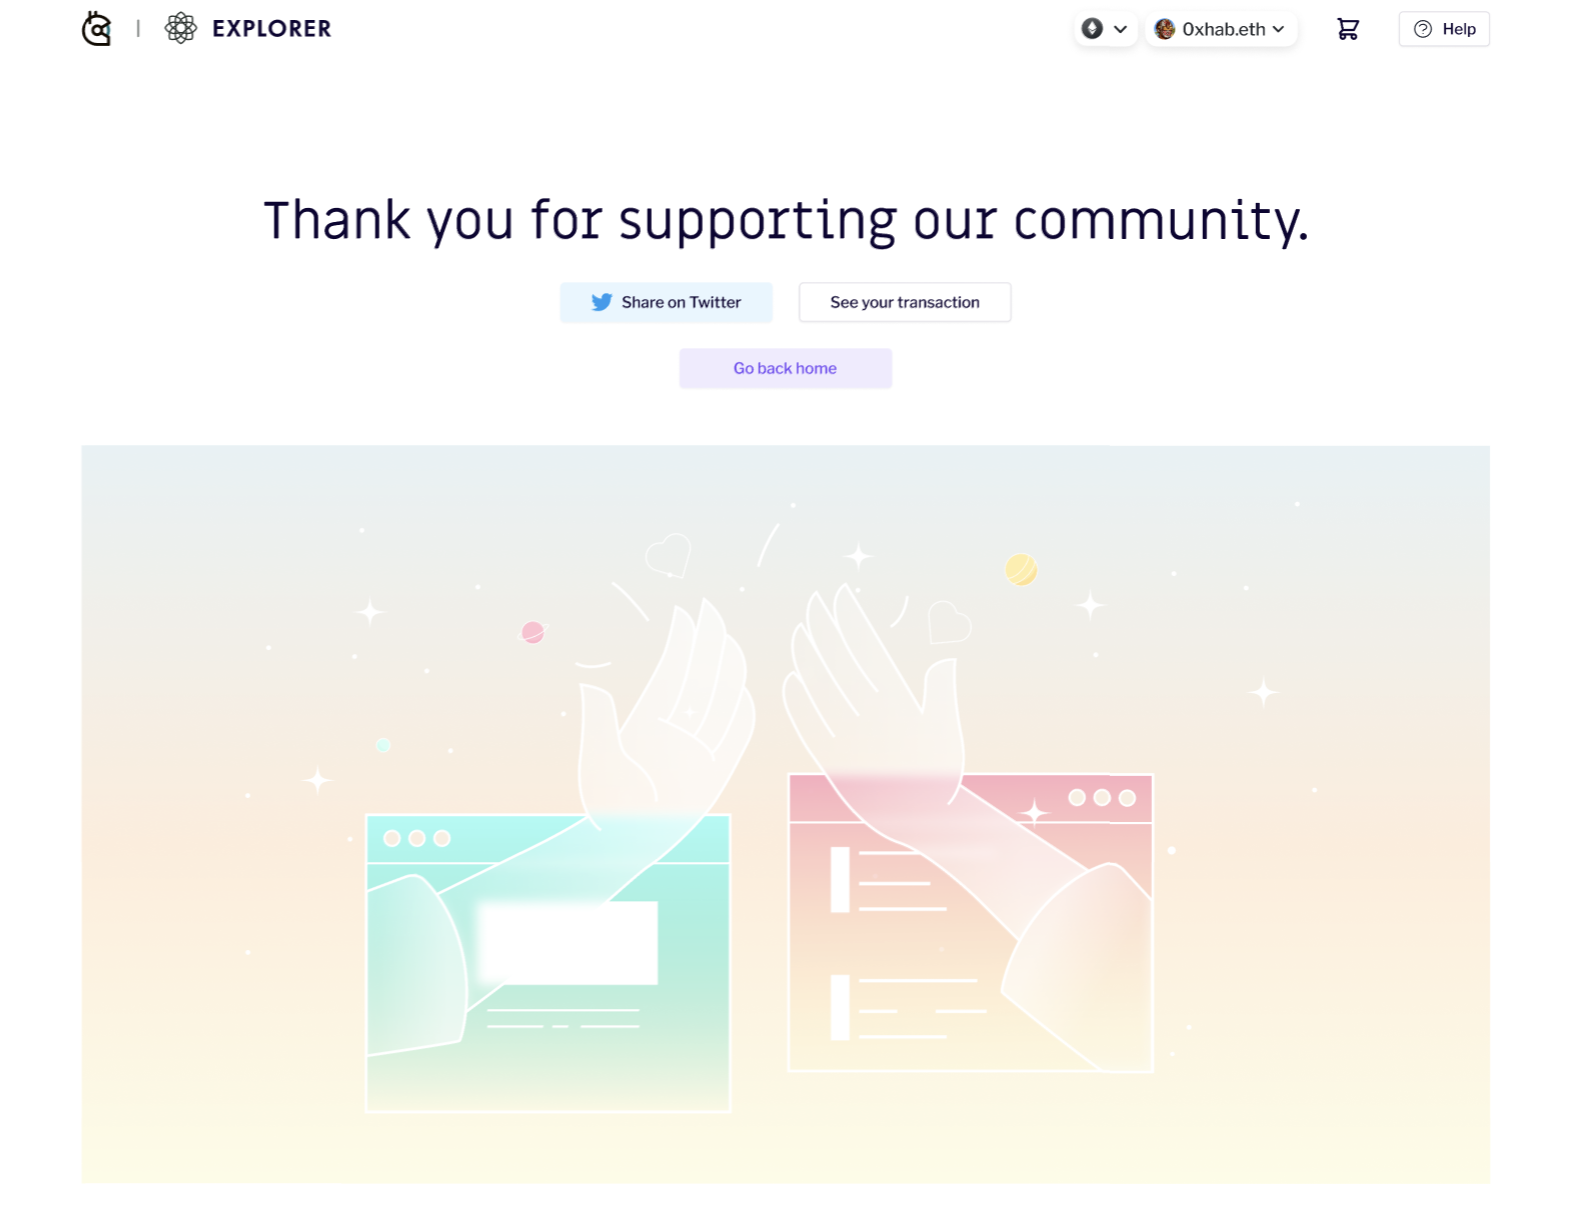 EXPLORER
0xhab.eth
Help
Thank you for supporting our community.
Share on Twitter
See your transaction
Go back home